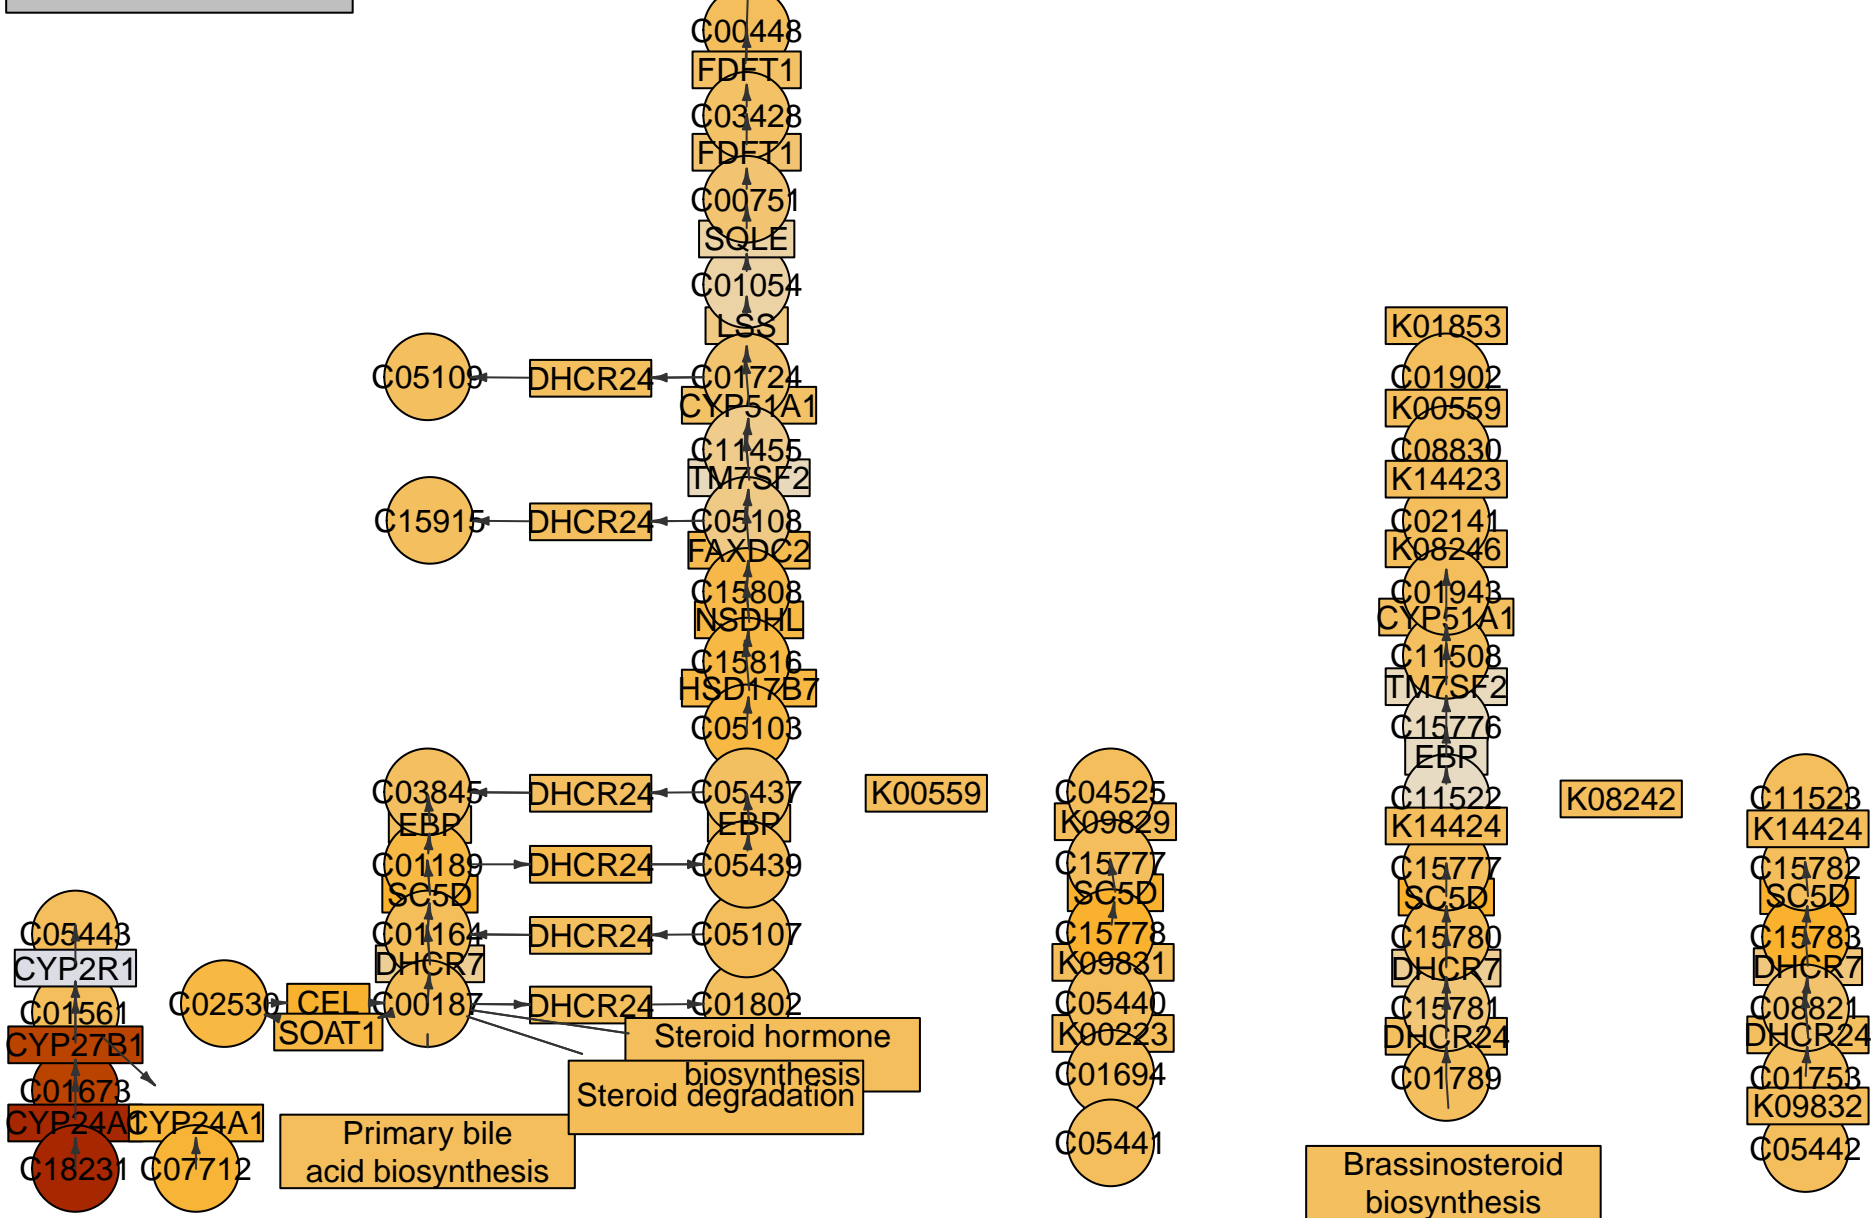 C00448
FDFT1
C03428
FDFT1
C00751
SQLE
C01054
LSS
K01853
C05109
DHCR24
C01724
C01902
CYP51A1
K00559
C11455
C08830
TM7SF2
K14423
C15915
DHCR24
C05108
C02141
FAXDC2
K08246
C15808
C01943
NSDHL
CYP51A1
C15816
C11508
HSD17B7
TM7SF2
C05103
C15776
EBP
C03845
DHCR24
C05437
K00559
C04525
C11522
K08242
C11523
EBP
EBP
K09829
K14424
K14424
C01189
DHCR24
C05439
C15777
C15777
C15782
SC5D
SC5D
SC5D
SC5D
C05443
C01164
DHCR24
C05107
C15778
C15780
C15783
CYP2R1
DHCR7
K09831
DHCR7
DHCR7
C01561
C02530
CEL
C00187
DHCR24
C01802
C05440
C15781
C08821
SOAT1
Steroid hormone
biosynthesis
K00223
DHCR24
DHCR24
CYP27B1
C01673
Steroid degradation
C01694
C01789
C01753
CYP24A1
CYP24A1
K09832
Primary bile
acid biosynthesis
C05441
C05442
C18231
C07712
Brassinosteroid
biosynthesis